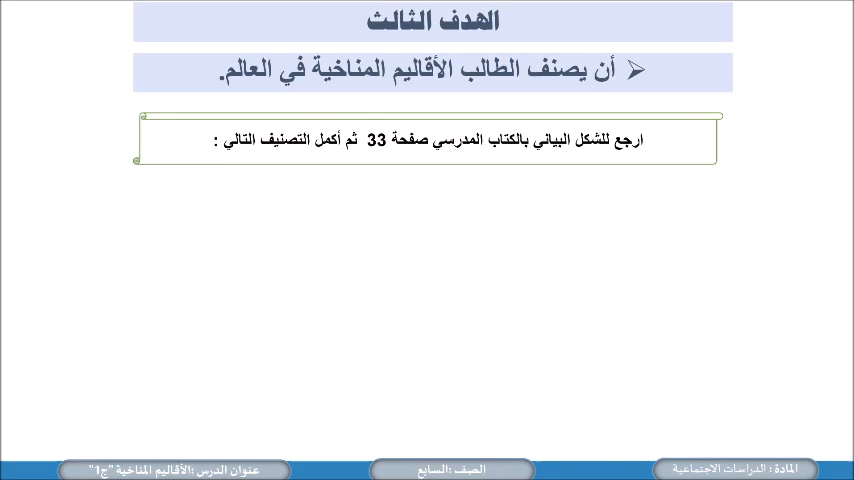 الهدف الثالث
أن يصنف الطالب الأقاليم المناخية في العالم.
ارجع للشكل البياني بالكتاب المدرسي صفحة 33 ثم أكمل التصنيف التالي :
المادة : الدراسات الاجتماعية
الصف :السابع
عنوان الدرس :الأقاليم المناخية "ج1"